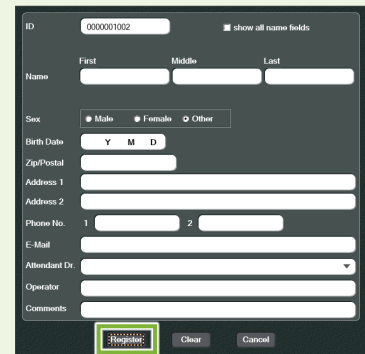 ID 0000001002 show all name fields
First Middle Last
Name
Sex Male Female Other
Birth Date Y M D
Zip/Postal
Address 1
Address 2
Phone No. 1 2
E-Mail
Attendant Dr.
Operator
Comments
Register Clear Cancel